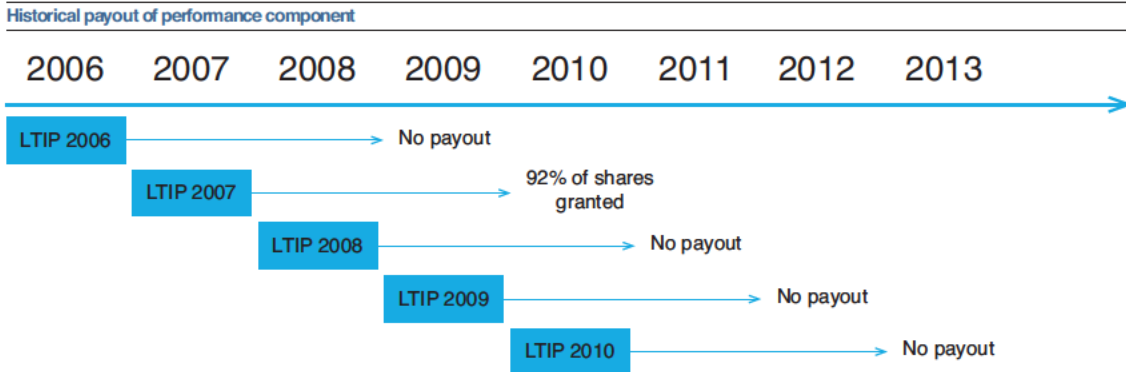 Historical payout of performance component
2006 2007 2008 2009 2010 2011 2012 2013
LTIP 2006 No payout
LTIP 2007 92% of shares
granted
LTIP 2008 No payout
LTIP 2009 No payout
LTIP 2010 No payout